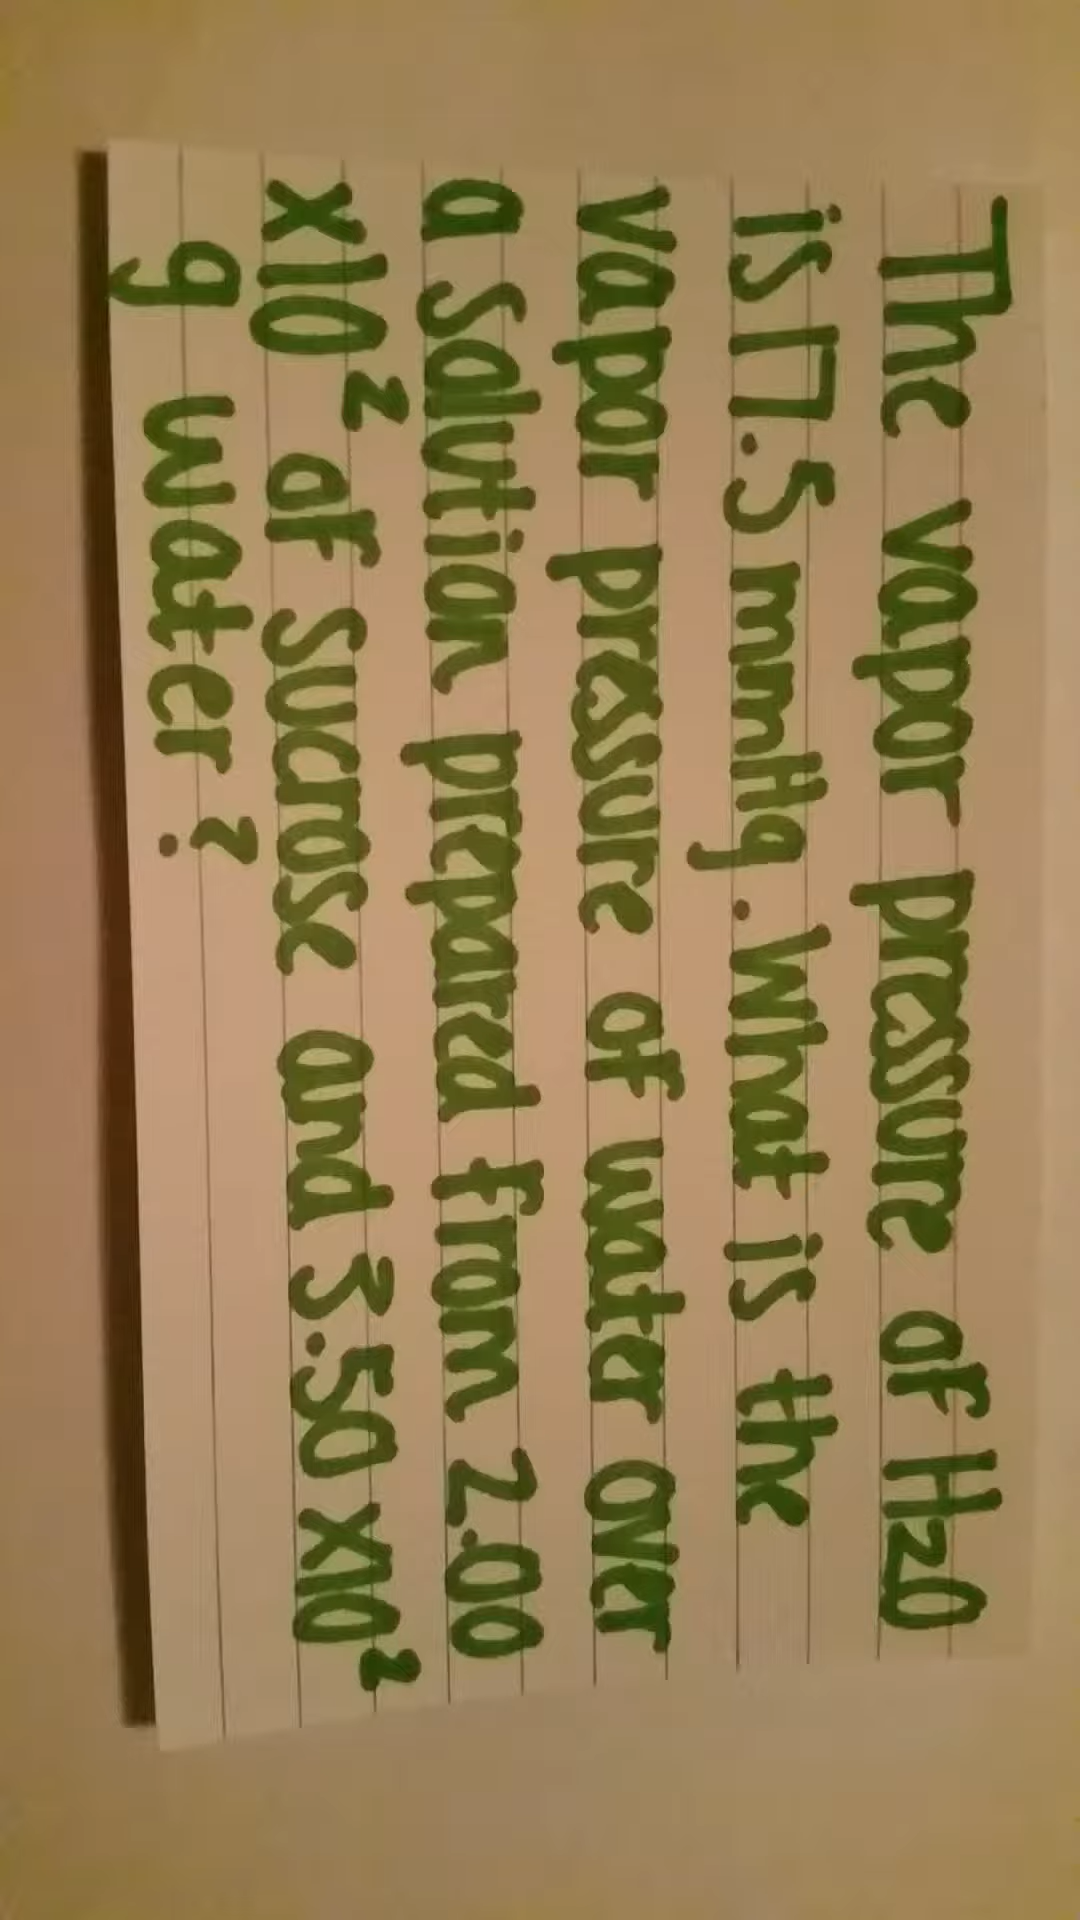 The vapor pressure of H₂O
is 17.5 mmHg. What is the
vapor pressure of water over
a solution prepared from 2.00
x10² of sucrose and 3.50 x10²
g water?